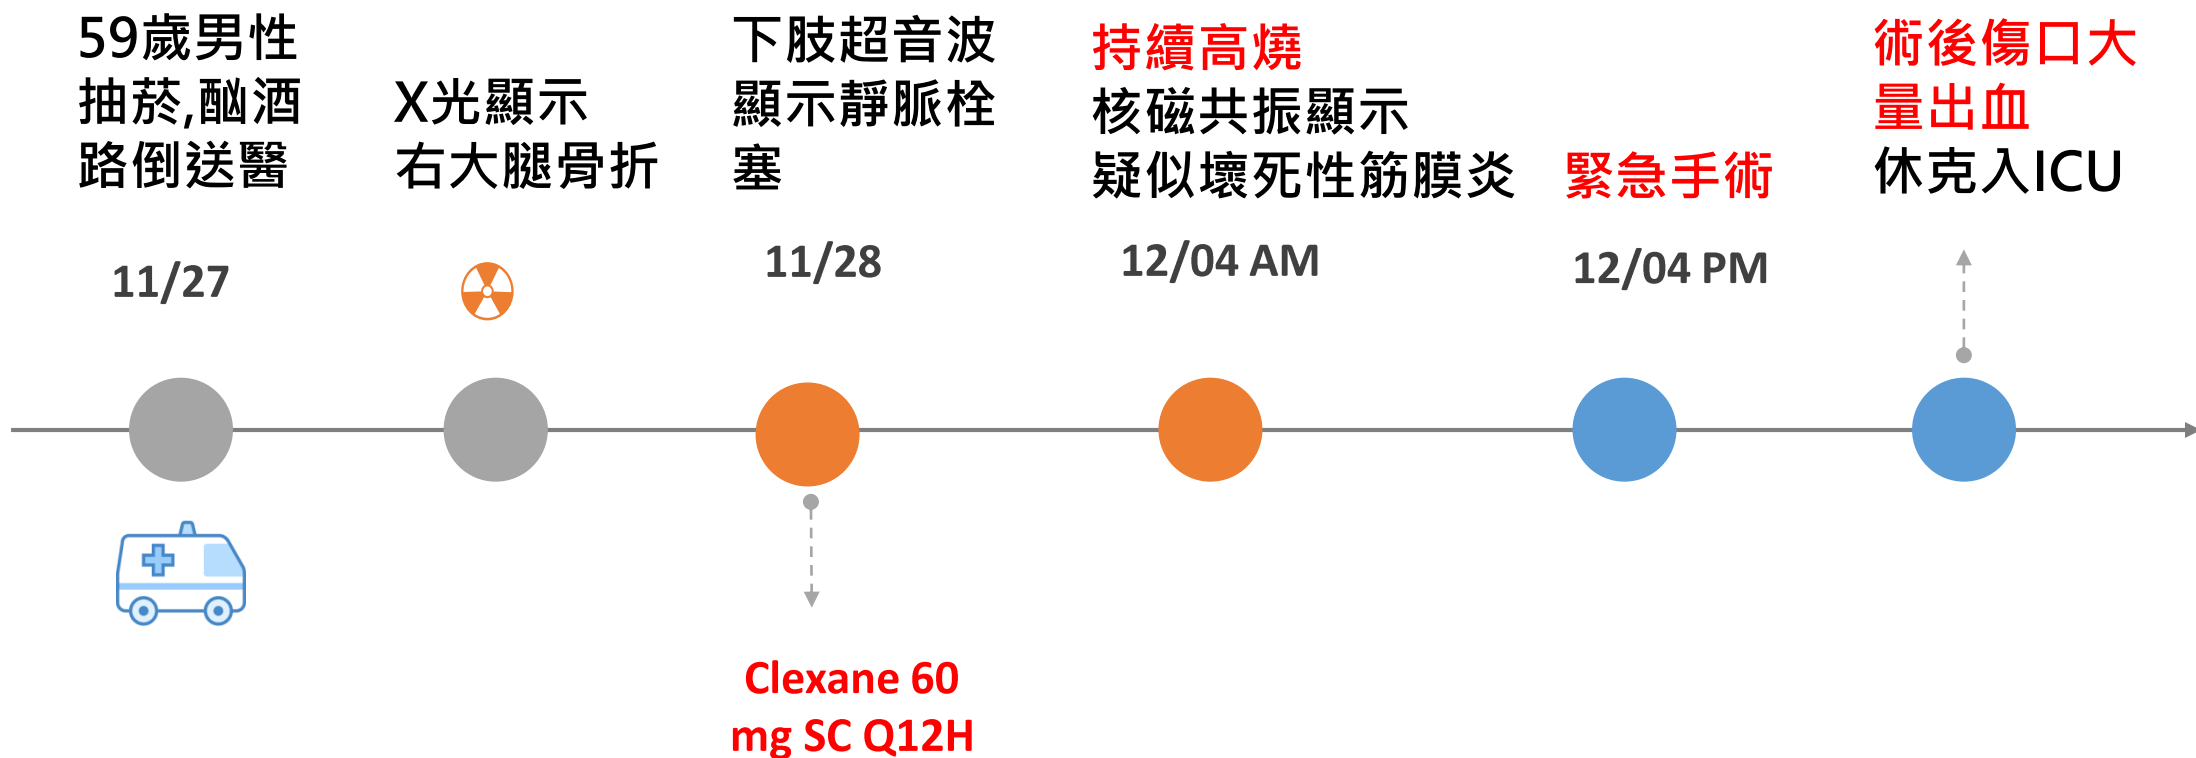 59歲男性
抽菸,酗酒
路倒送醫
11/27
X光顯示
右大腿骨折
下肢超音波
顯示靜脈栓
塞
11/28
Clexane 60
mg SC Q12H
持續高燒
核磁共振顯示
疑似壞死性筋膜炎
12/04 AM
緊急手術
12/04 PM
術後傷口大
量出血
休克入ICU